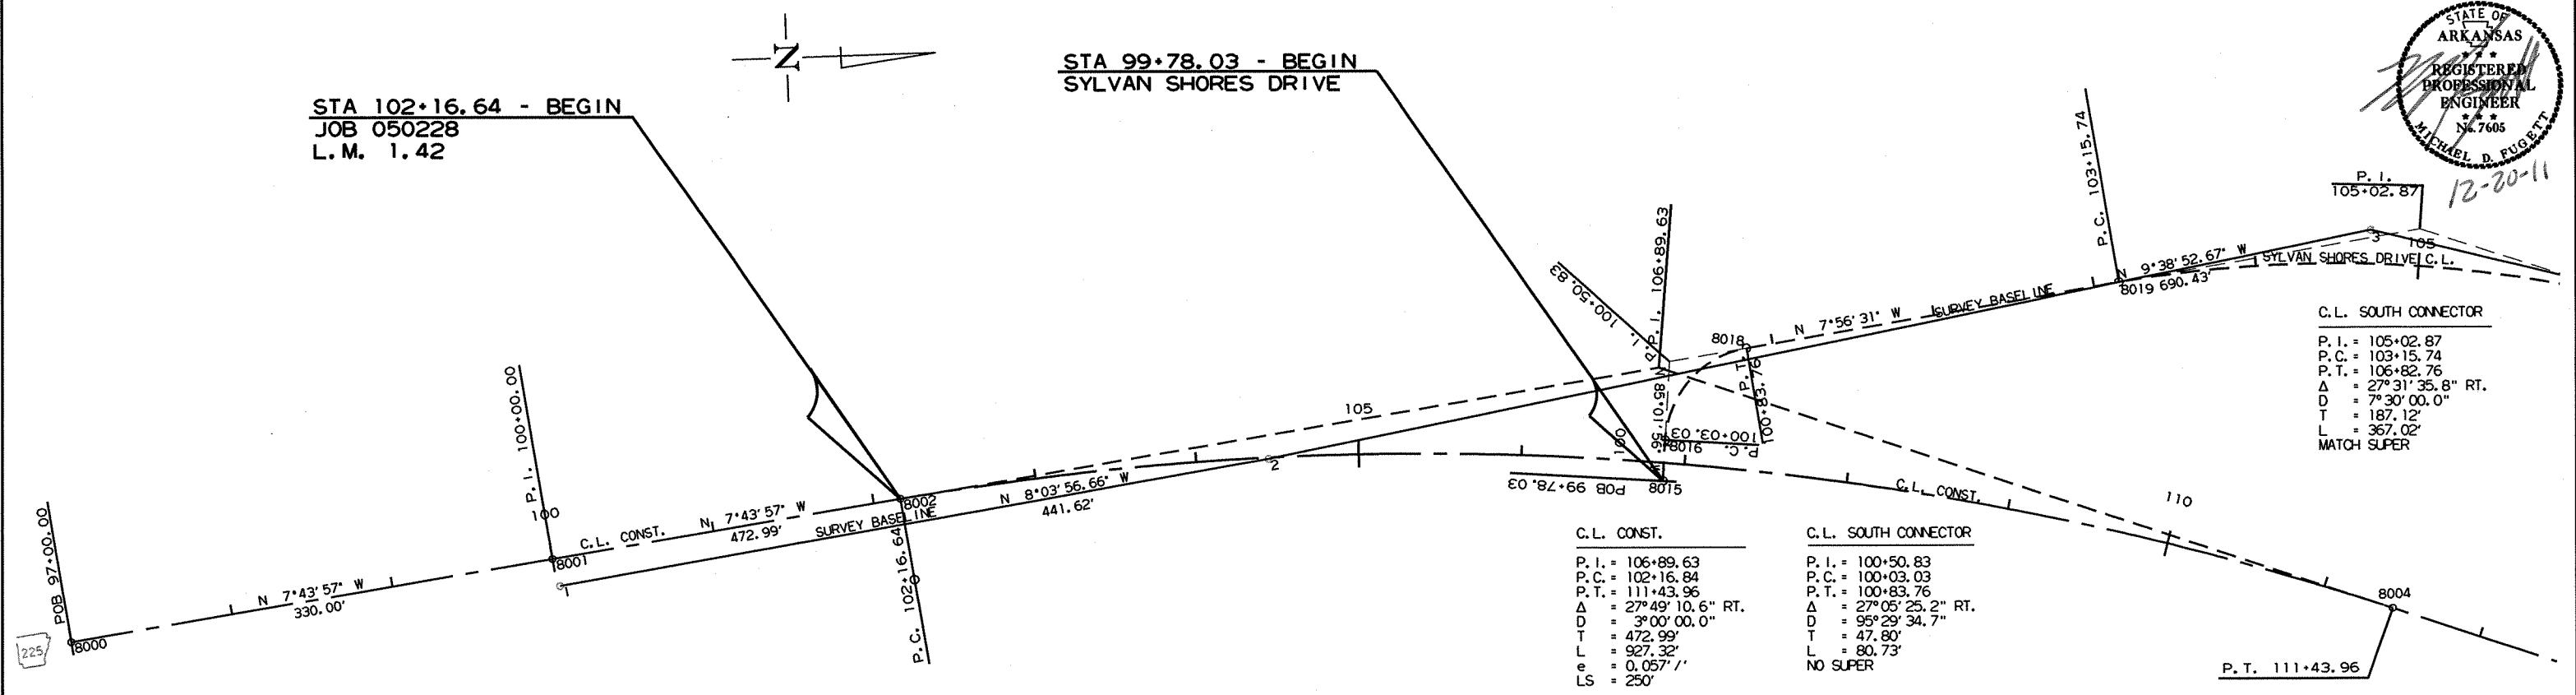 STATE OF
ARKANSAS
★ ★ ★
REGISTERED
PROFESSIONAL
ENGINEER
★ ★ ★
No. 7605
MICHAEL D. FUGETT
12-20-11
N
STA 102+16.64 - BEGIN
JOB 050228
L.M. 1.42
STA 99+78.03 - BEGIN
SYLVAN SHORES DRIVE
P.I.
105+02.87
P.C. 103+15.74
P.I. 106+89.63
P.I. 100+50.83
3
105
SYLVAN SHORES DRIVE C.L.
N 9°38'52.67" W
8019 690.43'
SURVEY BASELINE
N 7°56'31" W
8018
P.T. 100+83.76
N 85°01'56"
P.C. 100+03.03
8016
100
POB 99+78.03
8015
105
2
P.I. 100+00.00
100
8001
C.L. CONST.
N 7°43'57" W
472.99'
SURVEY BASELINE
8002
N 8°03'56.66" W
441.62'
P.C. 102+16.64
1
POB 97+00.00
8000
N 7°43'57" W
330.00'
225
C.L. CONST.
110
8004
P.T. 111+43.96
C.L. SOUTH CONNECTOR
P.I. = 105+02.87
P.C. = 103+15.74
P.T. = 106+82.76
Δ = 27°31'35.8" RT.
D = 7°30'00.0"
T = 187.12'
L = 367.02'
MATCH SUPER
C.L. CONST.
P.I. = 106+89.63
P.C. = 102+16.84
P.T. = 111+43.96
Δ = 27°49'10.6" RT.
D = 3°00'00.0"
T = 472.99'
L = 927.32'
e = 0.057'/'
LS = 250'
C.L. SOUTH CONNECTOR
P.I. = 100+50.83
P.C. = 100+03.03
P.T. = 100+83.76
Δ = 27°05'25.2" RT.
D = 95°29'34.7"
T = 47.80'
L = 80.73'
NO SUPER